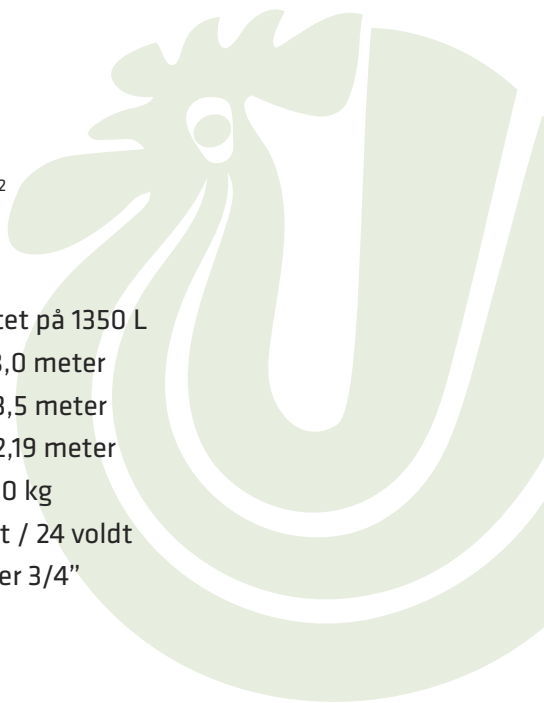 2
tet på 1350 L
3,0 meter
3,5 meter
2,19 meter
0 kg
t / 24 voldt
er 3/4”